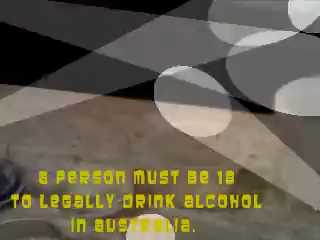 A PERSON MUST BE 18
TO LEGALLY DRINK ALCOHOL
IN AUSTRALIA.